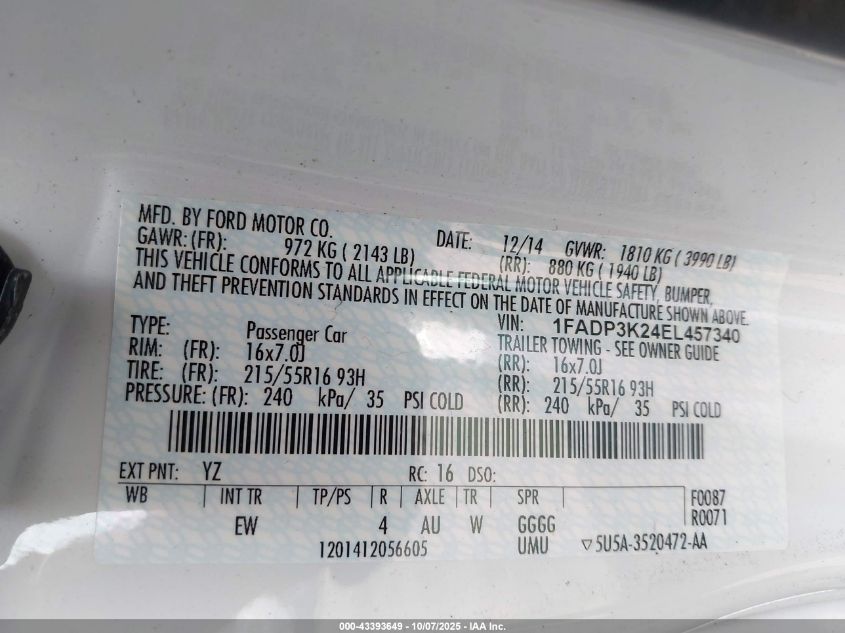 MFD. BY FORD MOTOR CO.
DATE: 12/14 GVWR: 1810 KG ( 3990 LB)
GAWR: (FR): 972 KG ( 2143 LB) (RR): 880 KG ( 1940 LB)
THIS VEHICLE CONFORMS TO ALL APPLICABLE FEDERAL MOTOR VEHICLE SAFETY, BUMPER,
AND THEFT PREVENTION STANDARDS IN EFFECT ON THE DATE OF MANUFACTURE SHOWN ABOVE.
VIN: 1FADP3K24EL457340
TYPE: Passenger Car TRAILER TOWING - SEE OWNER GUIDE
RIM: (FR): 16x7.0J (RR): 16x7.0J
TIRE: (FR): 215/55R16 93H (RR): 215/55R16 93H
PRESSURE: (FR): 240 kPa/ 35 PSI COLD (RR): 240 kPa/ 35 PSI COLD
EXT PNT: YZ RC: 16 DSO:
WB INT TR TP/PS R AXLE TR SPR F0087
EW 4 AU W GGGG R0071
1201412056605 UMU 5U5A-3520472-AA
000-43393649 - 10/07/2025 - IAA Inc.